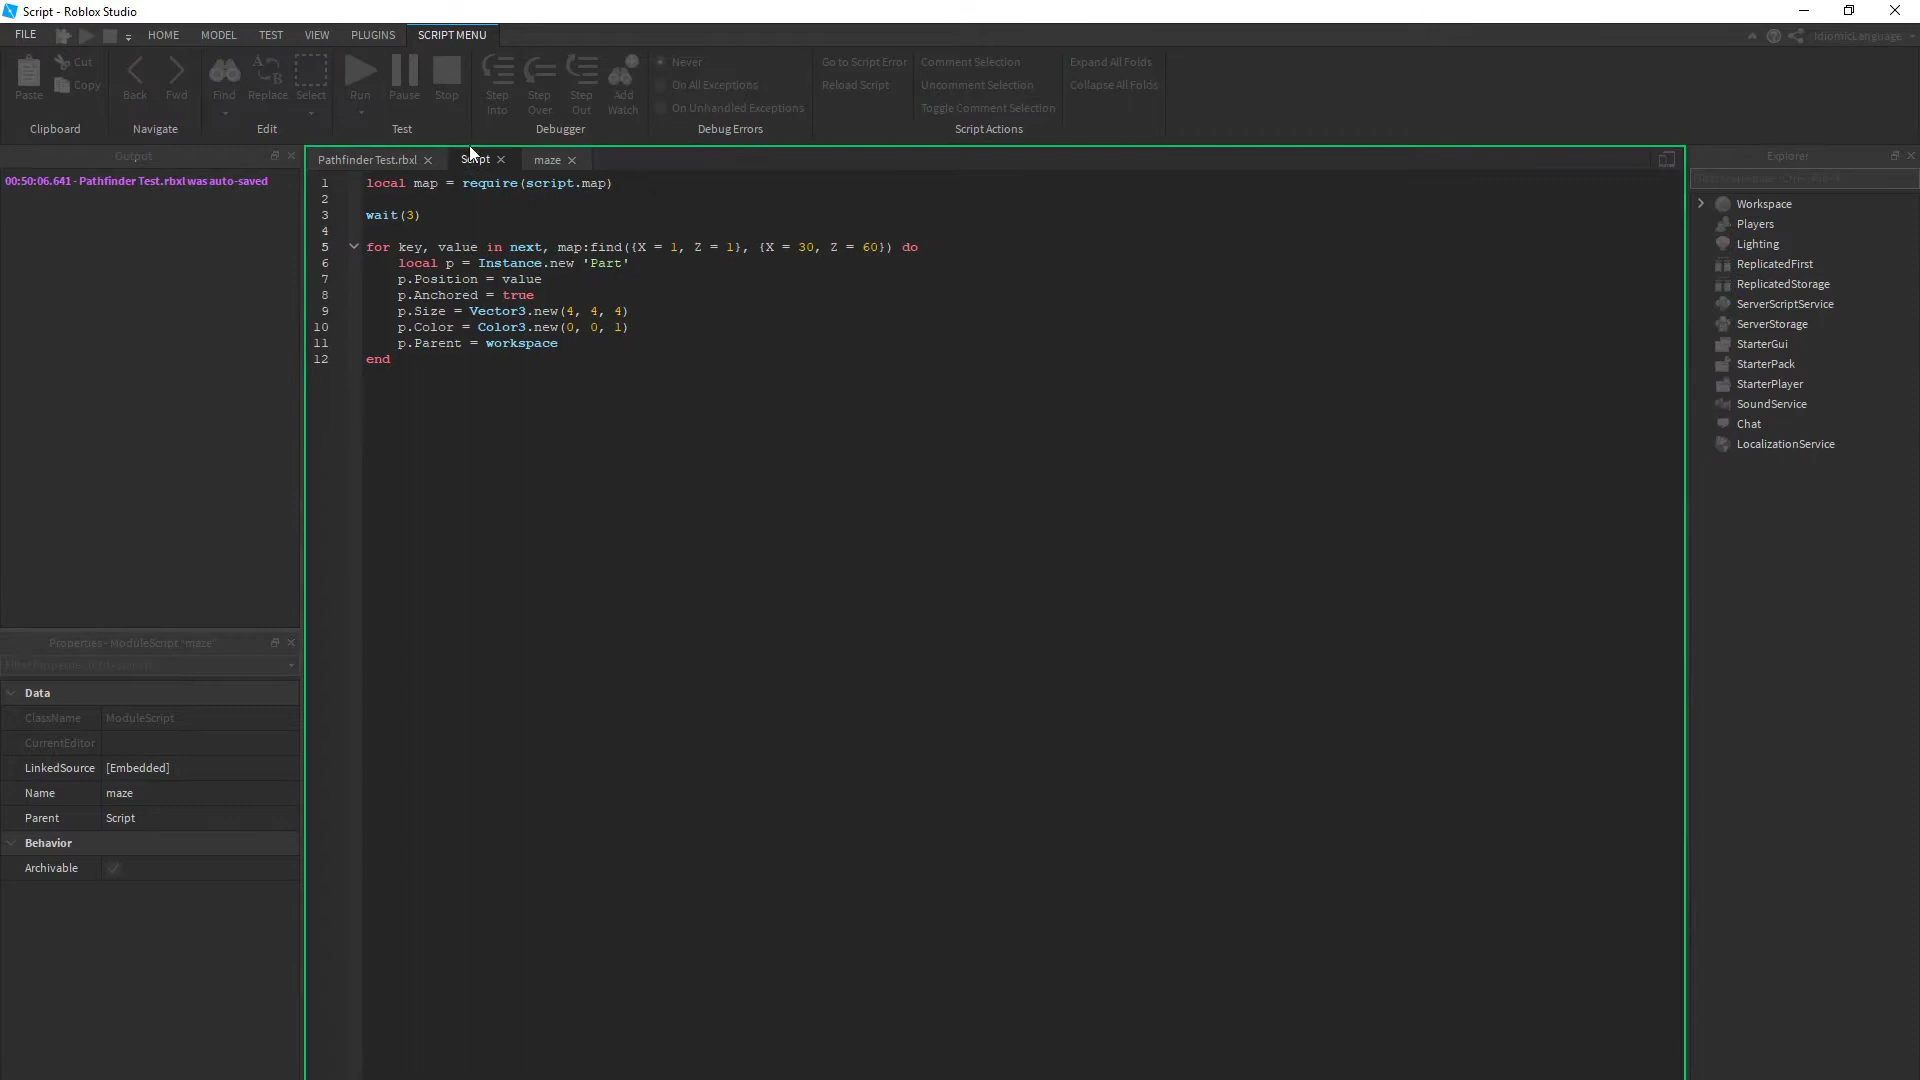 Script - Roblox Studio
FILE HOME MODEL TEST VIEW PLUGINS SCRIPT MENU IdiomicLanguage
Paste Cut Copy
Back Fwd
Find Replace Select
Run Pause Stop
Step Into Step Over Step Out Add Watch
Never
On All Exceptions
On Unhandled Exceptions
Go to Script Error
Reload Script
Comment Selection
Uncomment Selection
Toggle Comment Selection
Expand All Folds
Collapse All Folds
Clipboard Navigate Edit Test Debugger Debug Errors Script Actions
Output
00:50:06.641 - Pathfinder Test.rbxl was auto-saved
Pathfinder Test.rbxl Script maze
1 local map = require(script.map)
2
3 wait(3)
4
5 for key, value in next, map:find({X = 1, Z = 1}, {X = 30, Z = 60}) do
6 local p = Instance.new 'Part'
7 p.Position = value
8 p.Anchored = true
9 p.Size = Vector3.new(4, 4, 4)
10 p.Color = Color3.new(0, 0, 1)
11 p.Parent = workspace
12 end
Explorer
Workspace
Players
Lighting
ReplicatedFirst
ReplicatedStorage
ServerScriptService
ServerStorage
StarterGui
StarterPack
StarterPlayer
SoundService
Chat
LocalizationService
Properties - ModuleScript "maze"
Data
ClassName ModuleScript
CurrentEditor
LinkedSource [Embedded]
Name maze
Parent Script
Behavior
Archivable